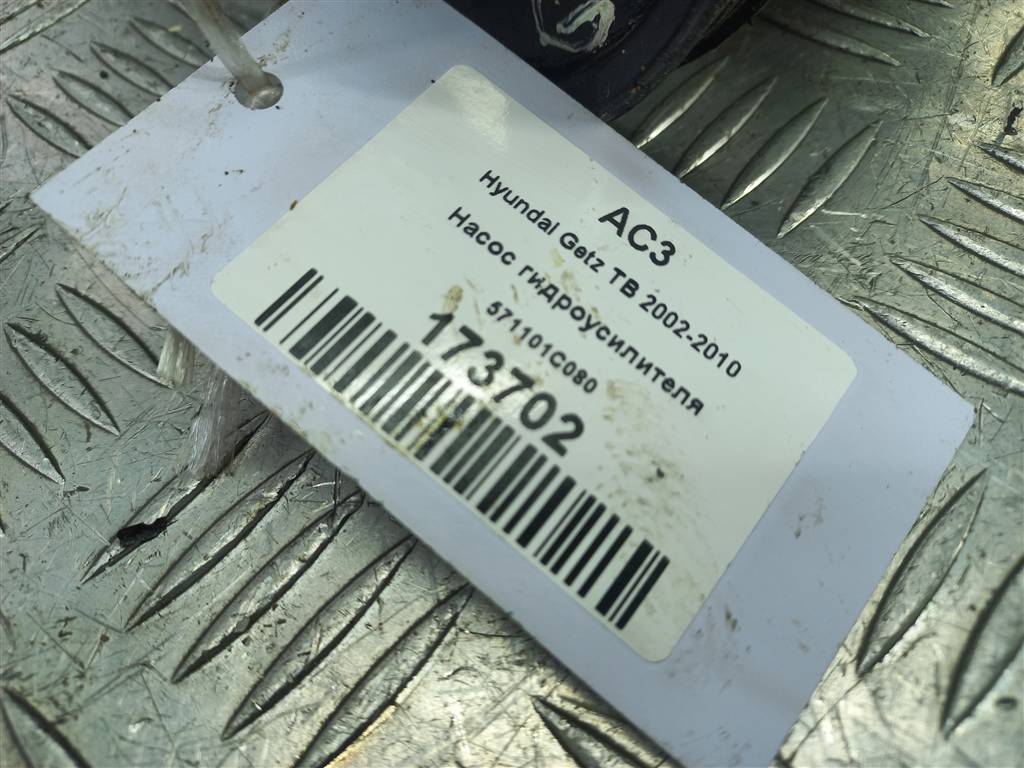 АС3
Hyundai Getz TB 2002-2010
Насос гидроусилителя
571101C080
173702